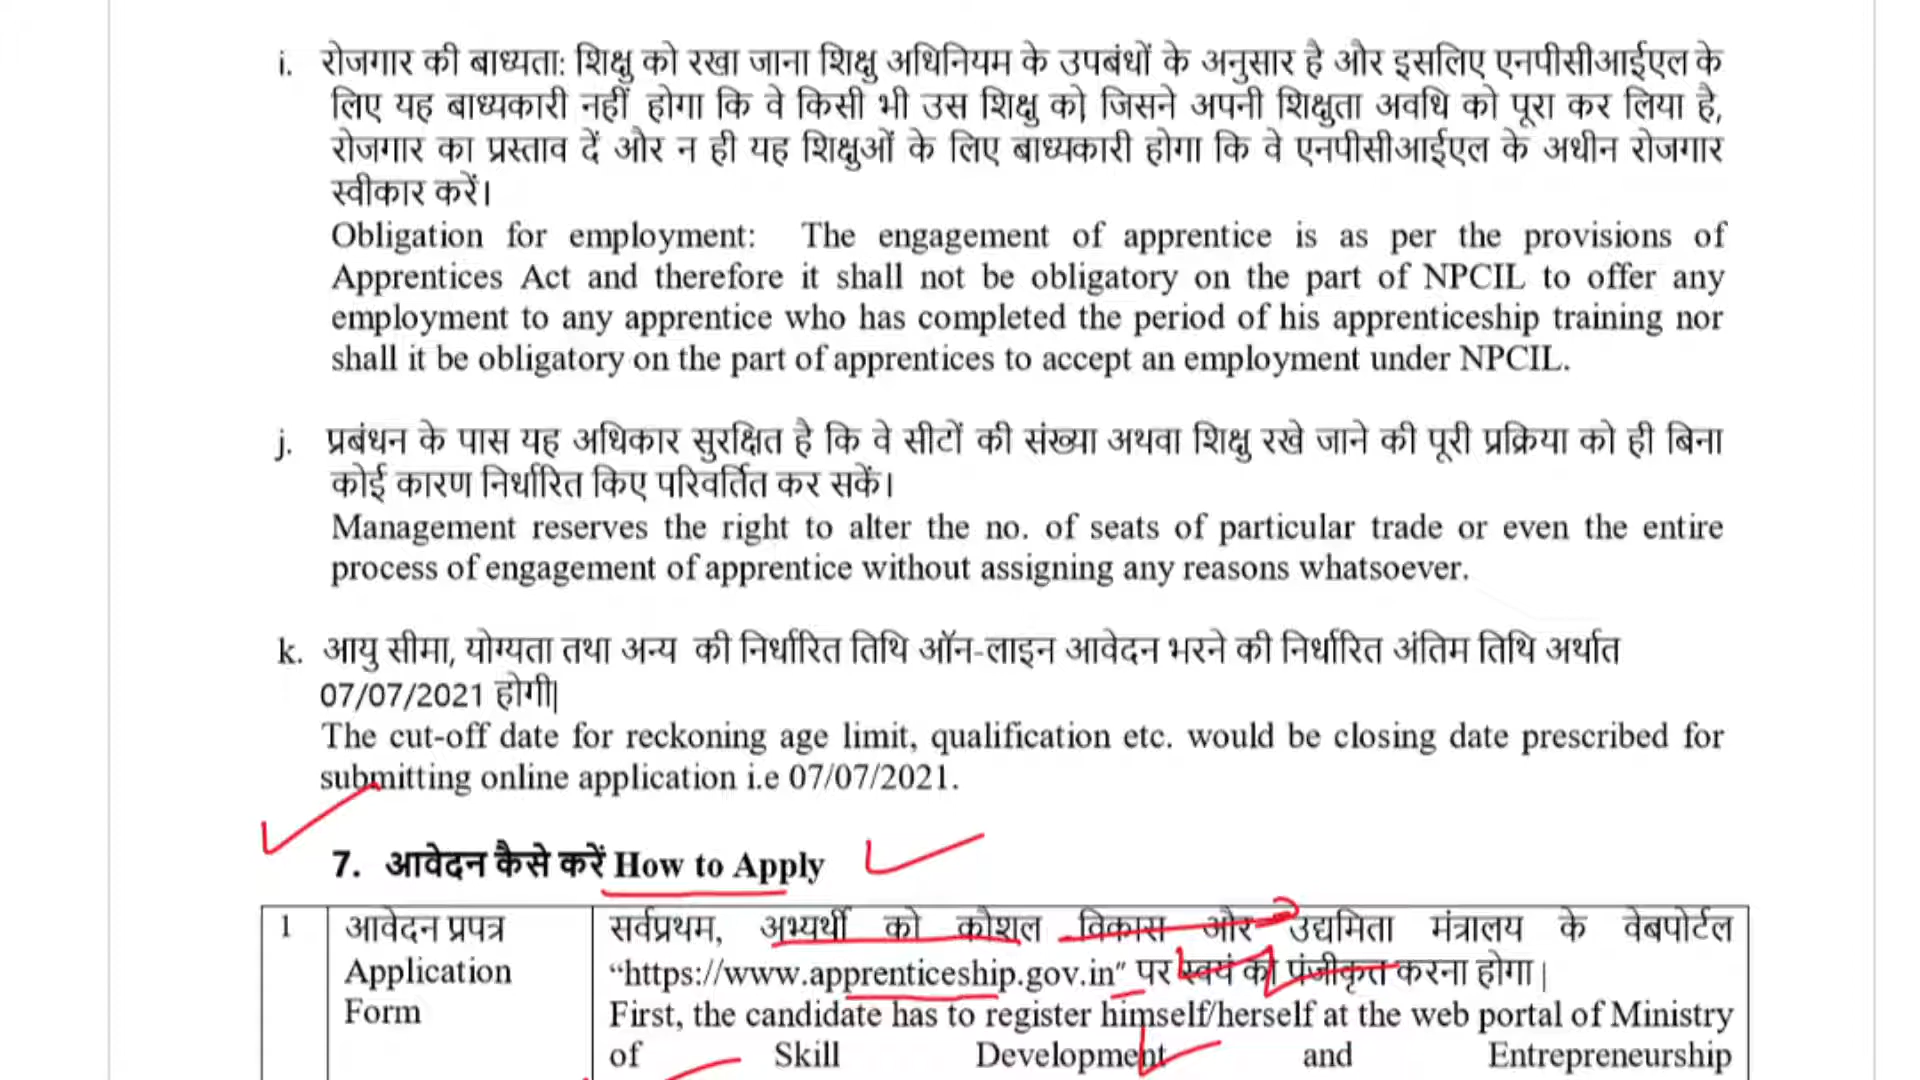 i. रोजगार की बाध्यता: शिक्षु को रखा जाना शिक्षु अधिनियम के उपबंधों के अनुसार है और इसलिए एनपीसीआईएल के
लिए यह बाध्यकारी नहीं होगा कि वे किसी भी उस शिक्षु को, जिसने अपनी शिक्षुता अवधि को पूरा कर लिया है,
रोजगार का प्रस्ताव दें और न ही यह शिक्षुओं के लिए बाध्यकारी होगा कि वे एनपीसीआईएल के अधीन रोजगार
स्वीकार करें।
Obligation for employment: The engagement of apprentice is as per the provisions of
Apprentices Act and therefore it shall not be obligatory on the part of NPCIL to offer any
employment to any apprentice who has completed the period of his apprenticeship training nor
shall it be obligatory on the part of apprentices to accept an employment under NPCIL.
j. प्रबंधन के पास यह अधिकार सुरक्षित है कि वे सीटों की संख्या अथवा शिक्षु रखे जाने की पूरी प्रक्रिया को ही बिना
कोई कारण निर्धारित किए परिवर्तित कर सकें।
Management reserves the right to alter the no. of seats of particular trade or even the entire
process of engagement of apprentice without assigning any reasons whatsoever.
k. आयु सीमा, योग्यता तथा अन्य की निर्धारित तिथि ऑन-लाइन आवेदन भरने की निर्धारित अंतिम तिथि अर्थात
07/07/2021 होगी|
The cut-off date for reckoning age limit, qualification etc. would be closing date prescribed for
submitting online application i.e 07/07/2021.
7. आवेदन कैसे करें How to Apply
1 आवेदन प्रपत्र
Application
Form
सर्वप्रथम, अभ्यर्थी को कौशल विकास और उद्यमिता मंत्रालय के वेबपोर्टल
“https://www.apprenticeship.gov.in” पर स्वयं को पंजीकृत करना होगा|
First, the candidate has to register himself/herself at the web portal of Ministry
of Skill Development and Entrepreneurship